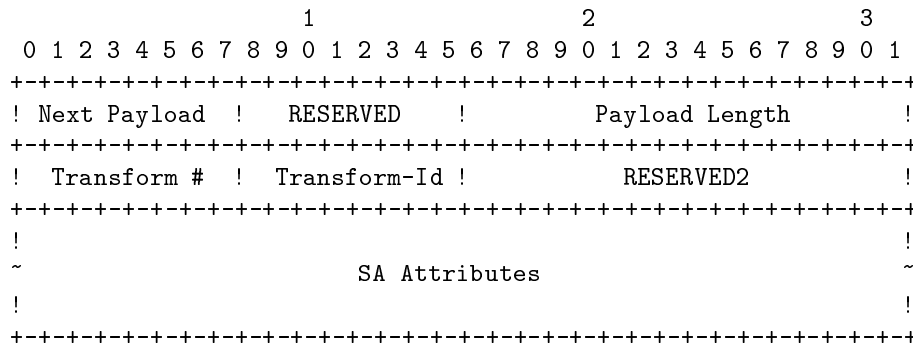 1                   2                   3
 0 1 2 3 4 5 6 7 8 9 0 1 2 3 4 5 6 7 8 9 0 1 2 3 4 5 6 7 8 9 0 1
+-+-+-+-+-+-+-+-+-+-+-+-+-+-+-+-+-+-+-+-+-+-+-+-+-+-+-+-+-+-+-+-+
! Next Payload  !   RESERVED    !         Payload Length        !
+-+-+-+-+-+-+-+-+-+-+-+-+-+-+-+-+-+-+-+-+-+-+-+-+-+-+-+-+-+-+-+-+
!  Transform #  !  Transform-Id !           RESERVED2           !
+-+-+-+-+-+-+-+-+-+-+-+-+-+-+-+-+-+-+-+-+-+-+-+-+-+-+-+-+-+-+-+-+
!                                                               !
~                        SA Attributes                          ~
!                                                               !
+-+-+-+-+-+-+-+-+-+-+-+-+-+-+-+-+-+-+-+-+-+-+-+-+-+-+-+-+-+-+-+-+